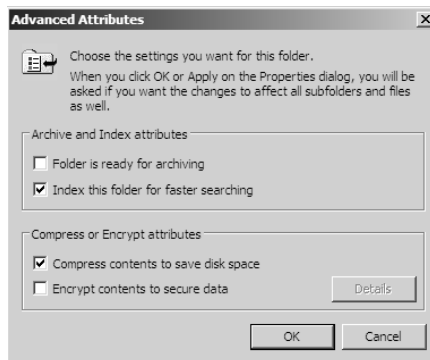 Advanced Attributes
Choose the settings you want for this folder.
When you click OK or Apply on the Properties dialog, you will be
asked if you want the changes to affect all subfolders and files
as well.
Archive and Index attributes
Folder is ready for archiving
Index this folder for faster searching
Compress or Encrypt attributes
Compress contents to save disk space
Encrypt contents to secure data
Details
OK
Cancel